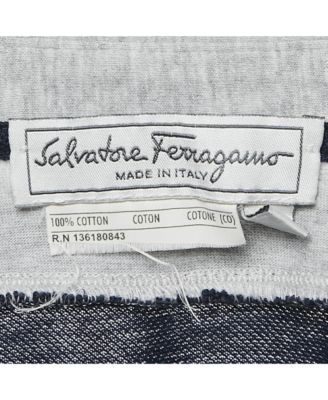 Salvatore Ferragamo
MADE IN ITALY
100% COTTON COTON COTONE (CO)
R.N 136180843